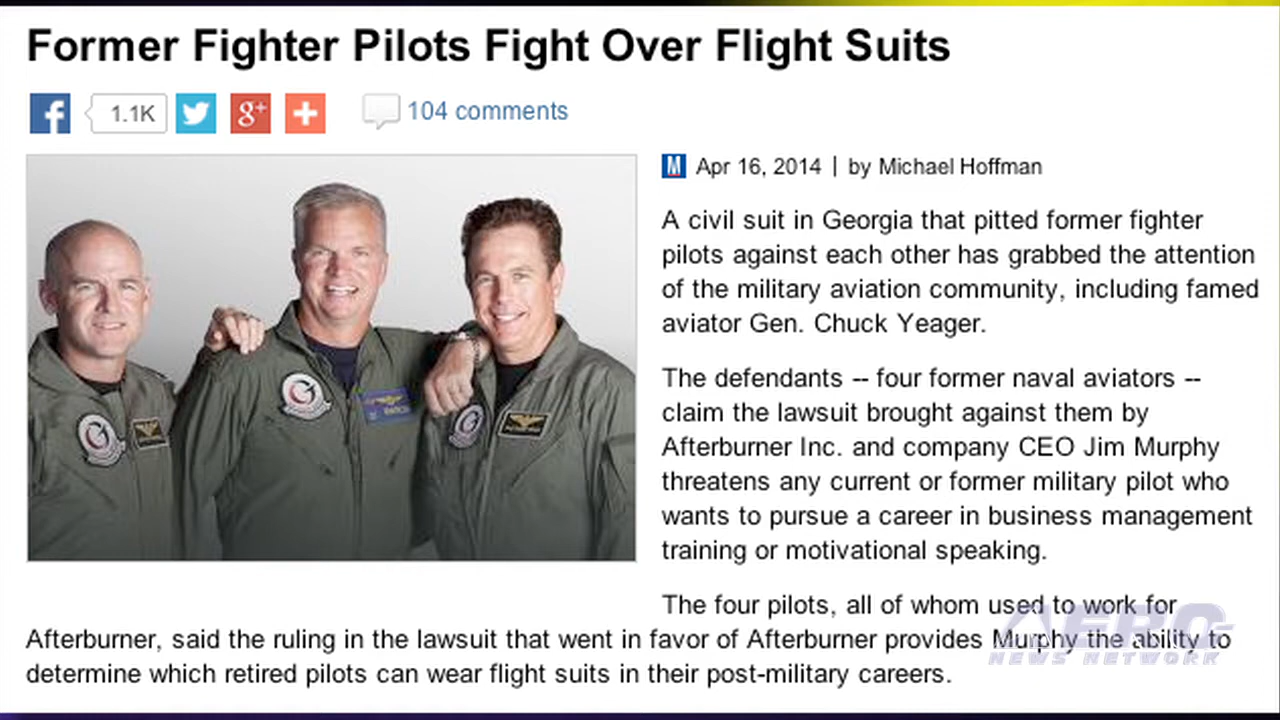 Former Fighter Pilots Fight Over Flight Suits
f
1.1K
g+
+
104 comments
M Apr 16, 2014 | by Michael Hoffman
A civil suit in Georgia that pitted former fighter
pilots against each other has grabbed the attention
of the military aviation community, including famed
aviator Gen. Chuck Yeager.
The defendants -- four former naval aviators --
claim the lawsuit brought against them by
Afterburner Inc. and company CEO Jim Murphy
threatens any current or former military pilot who
wants to pursue a career in business management
training or motivational speaking.
The four pilots, all of whom used to work for
Afterburner, said the ruling in the lawsuit that went in favor of Afterburner provides Murphy the ability to
determine which retired pilots can wear flight suits in their post-military careers.
AERO
NEWS NETWORK